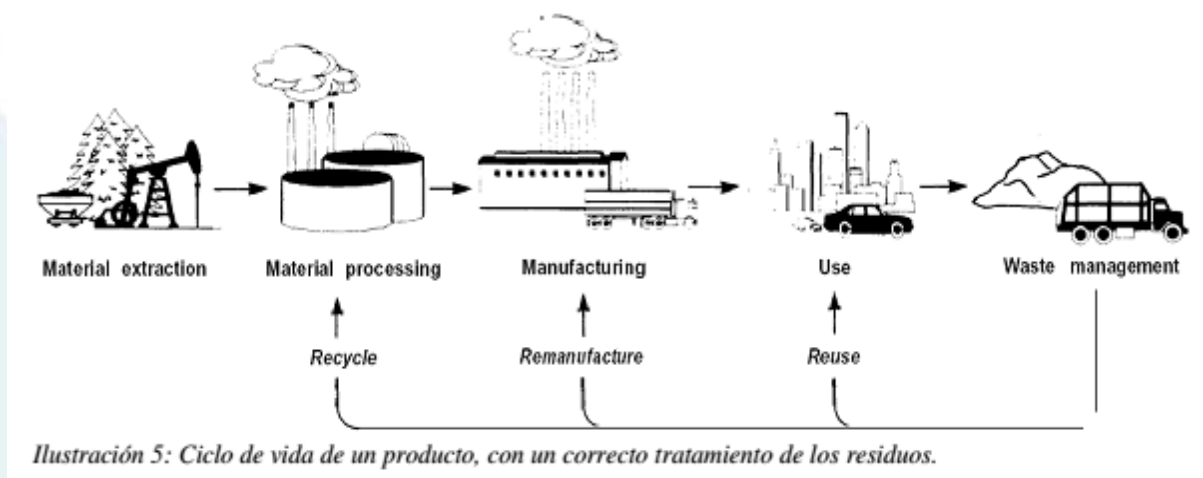 Material extraction
Material processing
Manufacturing
Use
Waste management
Recycle
Remanufacture
Reuse
Ilustración 5: Ciclo de vida de un producto, con un correcto tratamiento de los residuos.